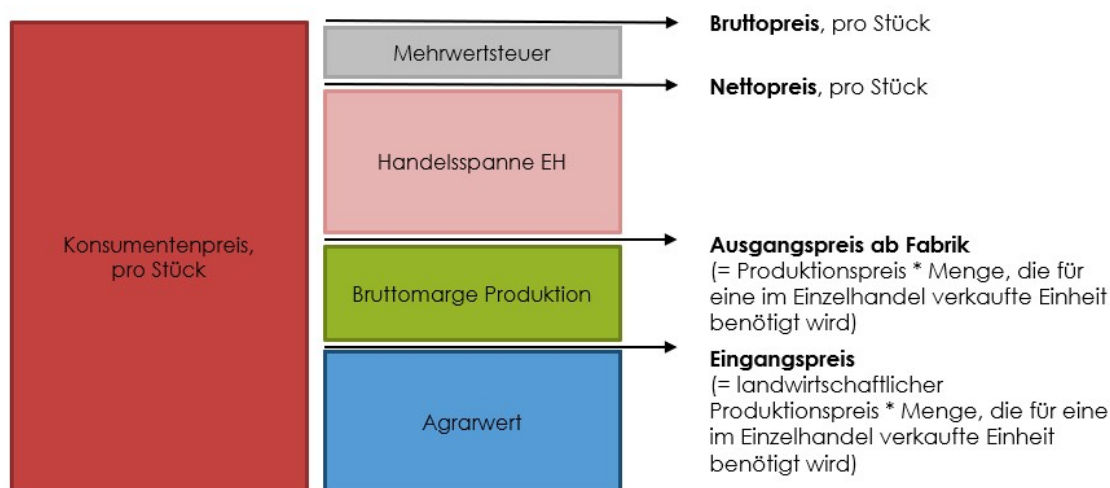 Bruttopreis, pro Stück
Mehrwertsteuer
Nettopreis, pro Stück
Handelsspanne EH
Konsumentenpreis,
pro Stück
Ausgangspreis ab Fabrik
(= Produktionspreis * Menge, die für
eine im Einzelhandel verkaufte Einheit
benötigt wird)
Bruttomarge Produktion
Eingangspreis
(= landwirtschaftlicher
Produktionspreis * Menge, die für eine
im Einzelhandel verkaufte Einheit
benötigt wird)
Agrarwert